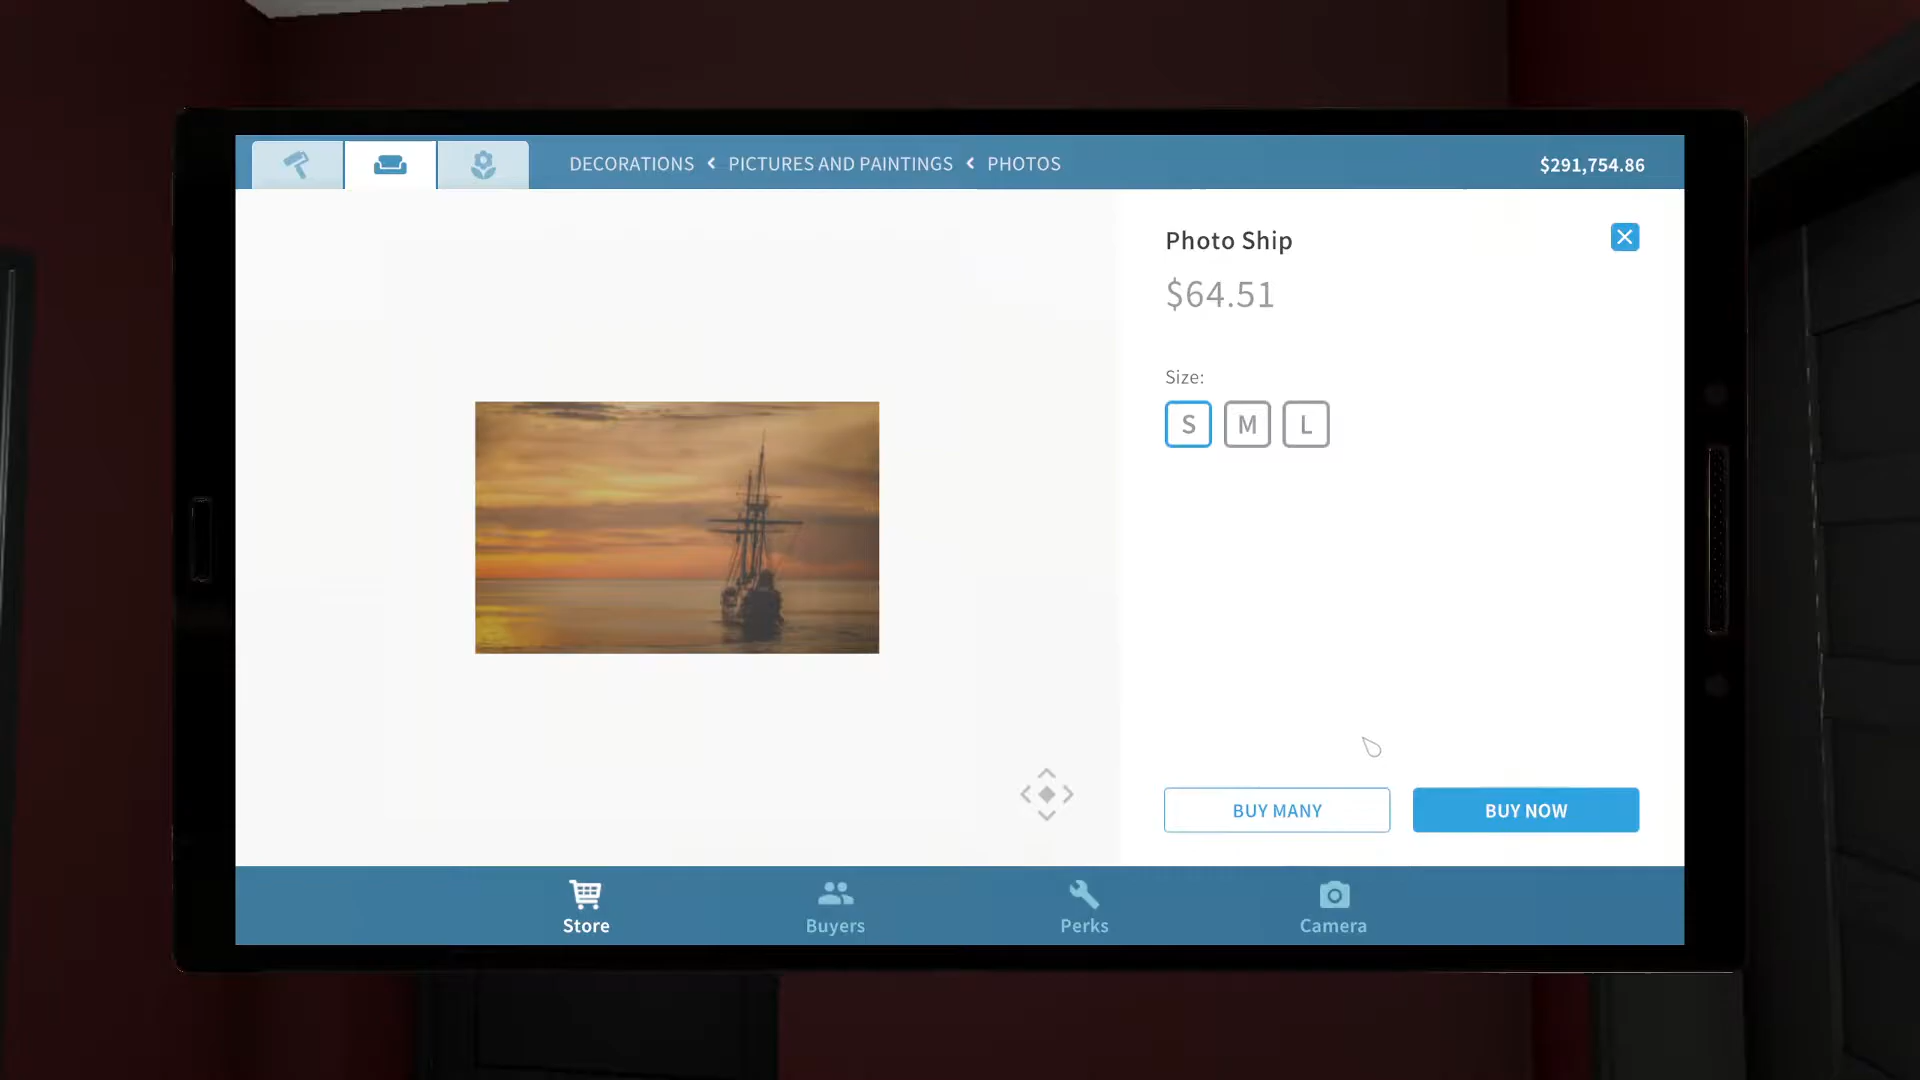 DECORATIONS < PICTURES AND PAINTINGS < PHOTOS
$291,754.86
Photo Ship
$64.51
Size:
S M L
BUY MANY
BUY NOW
Store
Buyers
Perks
Camera